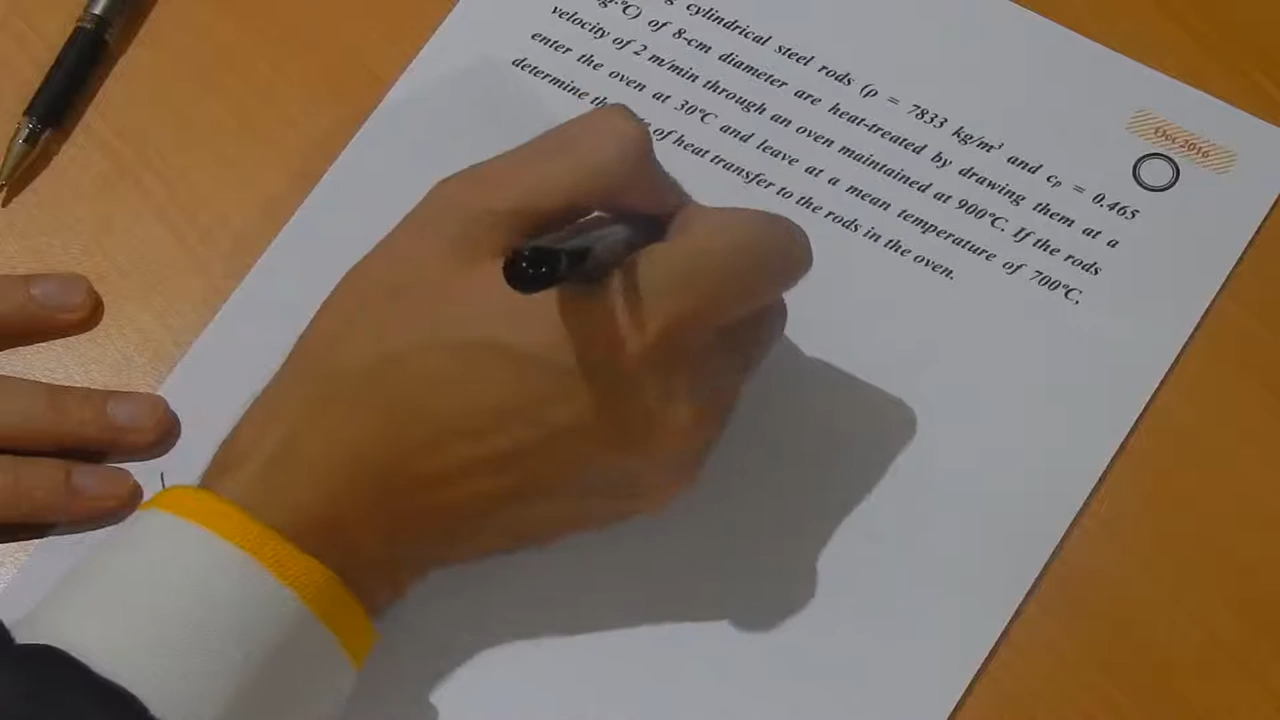 cylindrical steel rods (ρ = 7833 kg/m³ and cₚ = 0.465
°C) of 8-cm diameter are heat-treated by drawing them at a
velocity of 2 m/min through an oven maintained at 900°C. If the rods
enter the oven at 30°C and leave at a mean temperature of 700°C,
determine of heat transfer to the rods in the oven.
Dec 2016